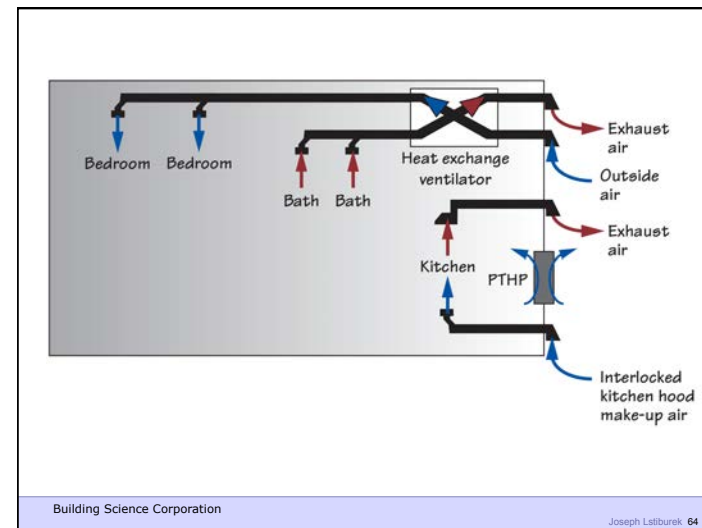 Bedroom
Bedroom
Bath
Bath
Heat exchange
ventilator
Exhaust
air
Outside
air
Exhaust
air
Kitchen
PTHP
Interlocked
kitchen hood
make-up air
Building Science Corporation
Joseph Lstiburek 64